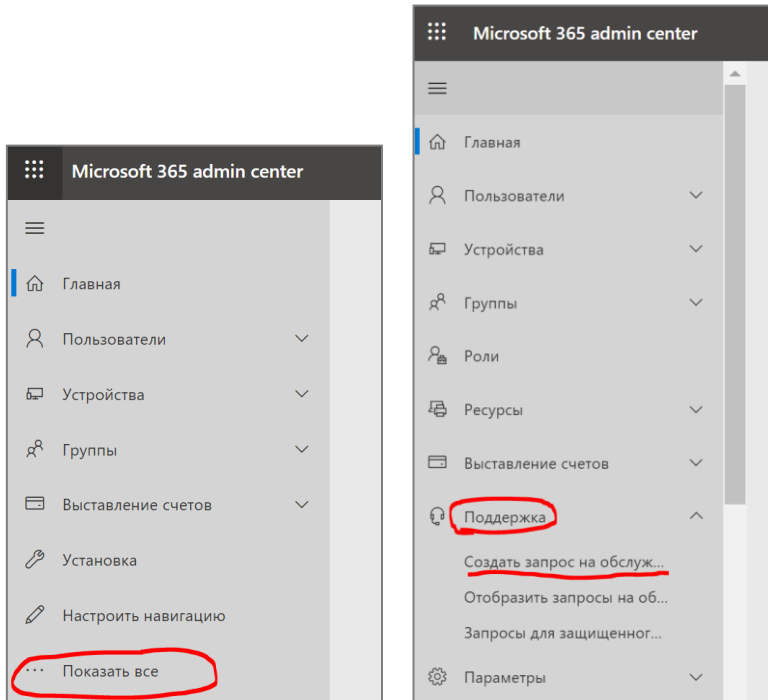 Microsoft 365 admin center
Главная
Пользователи
Устройства
Группы
Выставление счетов
Установка
Настроить навигацию
Показать все
Microsoft 365 admin center
Главная
Пользователи
Устройства
Группы
Роли
Ресурсы
Выставление счетов
Поддержка
Создать запрос на обслуж...
Отобразить запросы на об...
Запросы для защищенног...
Параметры